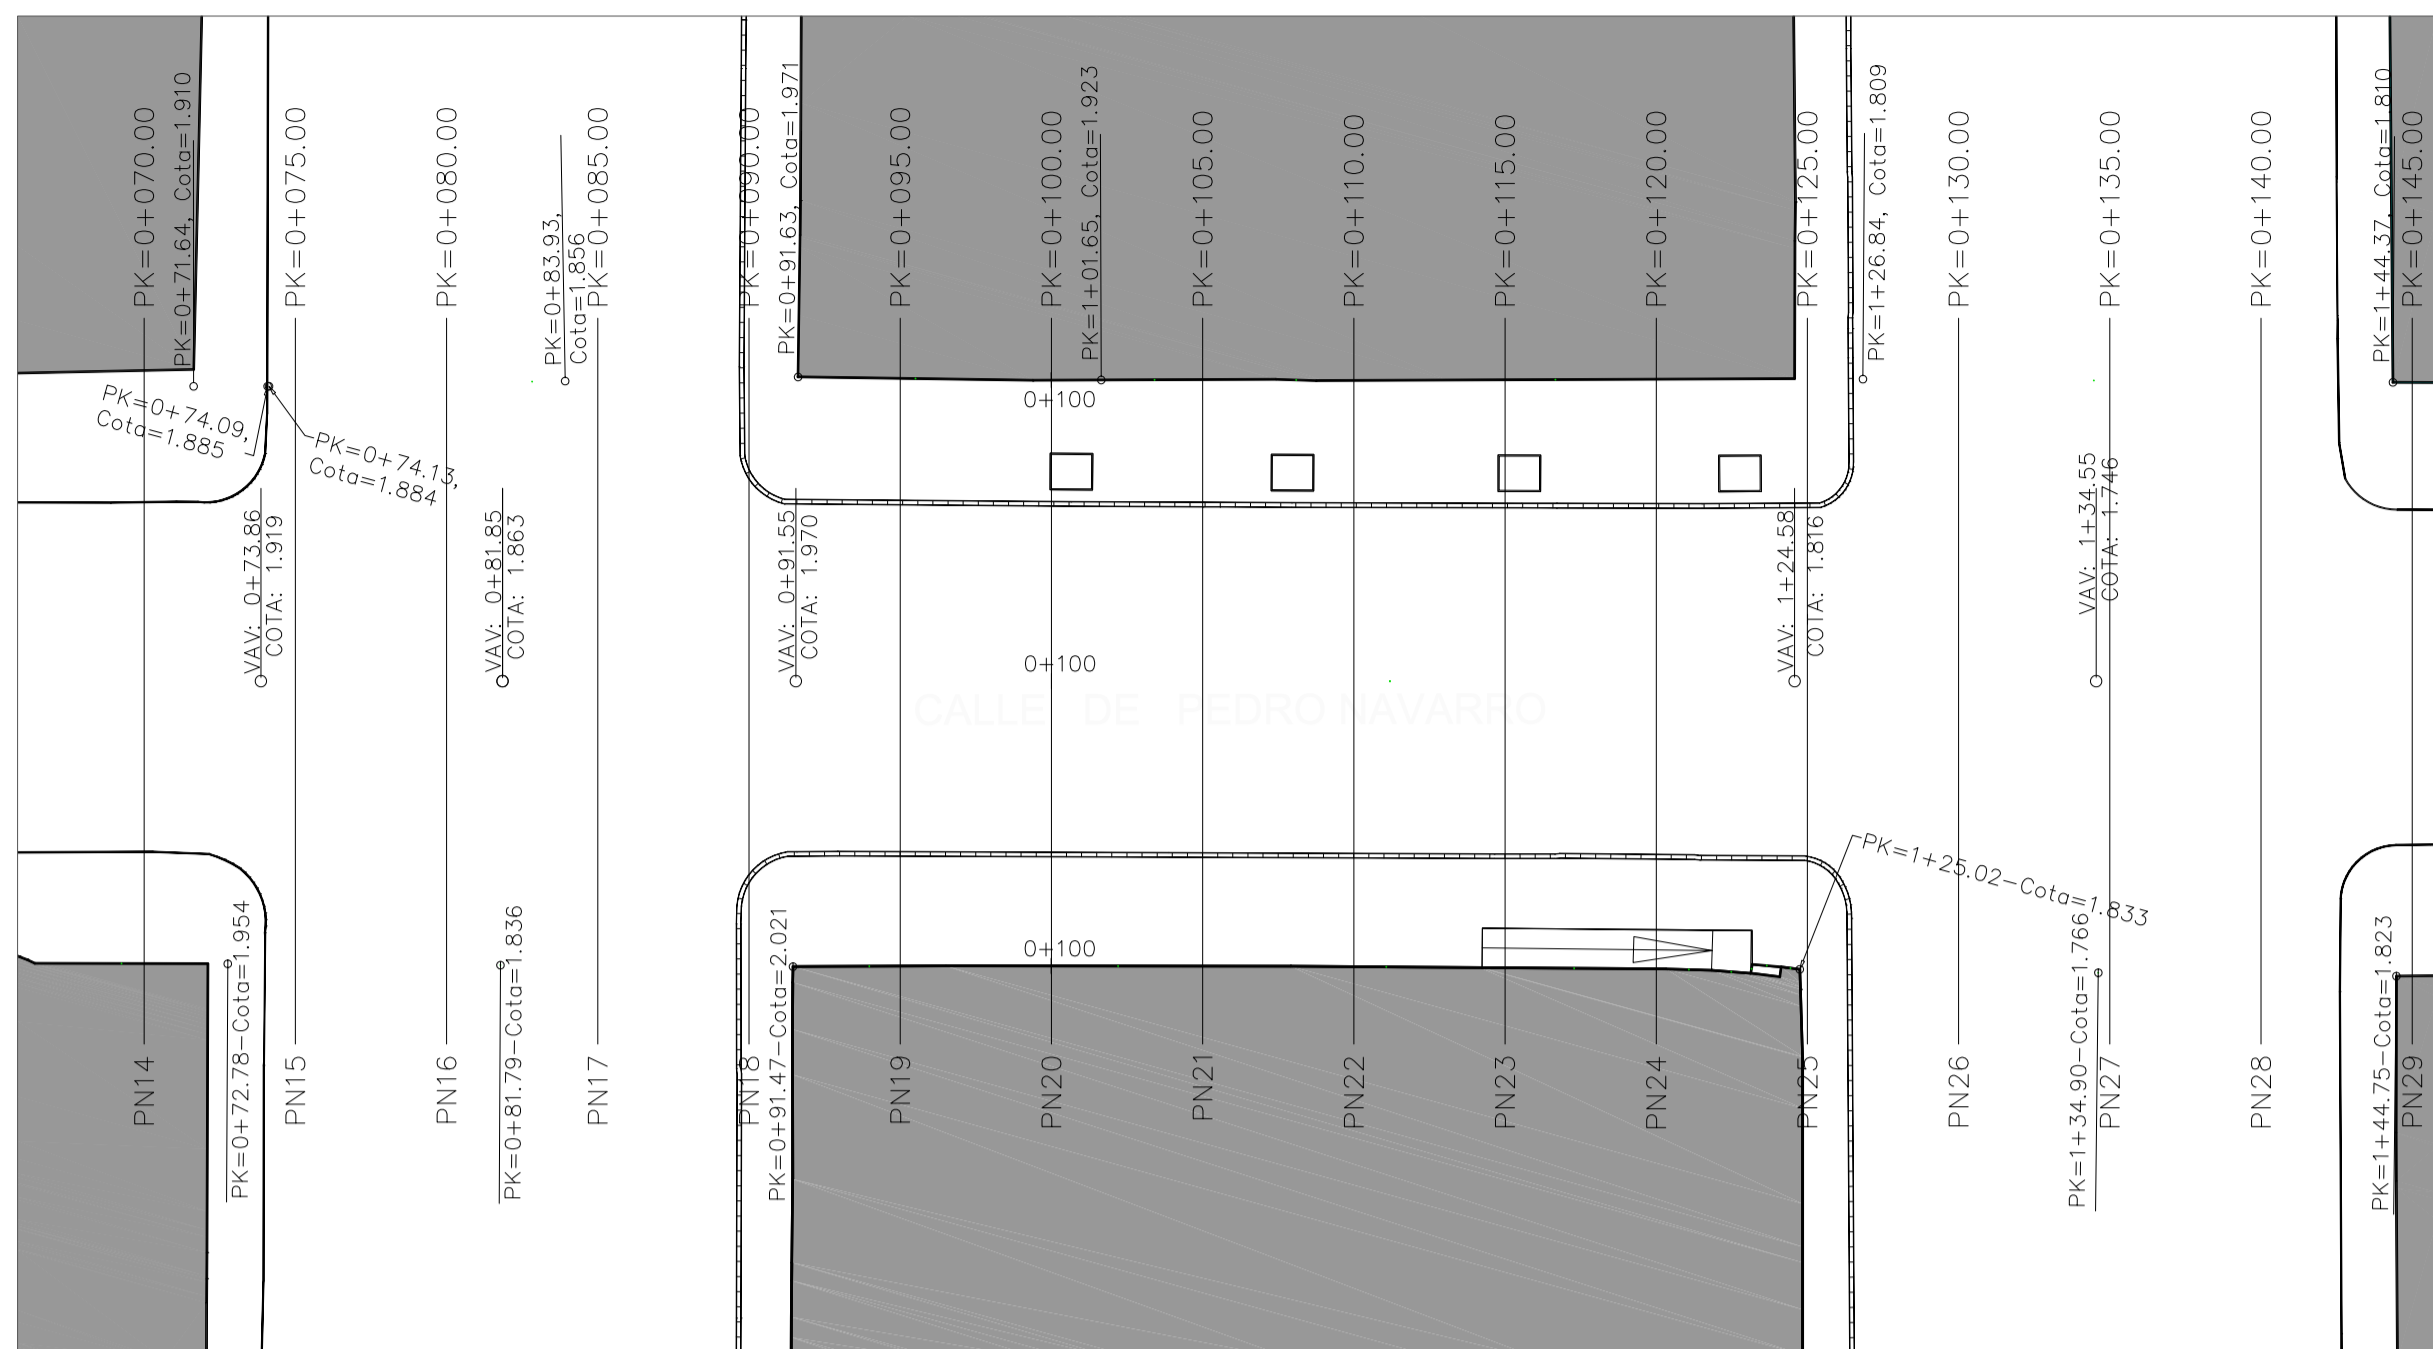 PK=0+070.00
PK=0+71.64, Cota=1.910
PK=0+075.00
PK=0+080.00
PK=0+83.93,
Cota=1.856
PK=0+085.00
PK=0+090.00
PK=0+91.63, Cota=1.971
PK=0+095.00
PK=0+100.00
PK=1+01.65, Cota=1.923
PK=0+105.00
PK=0+110.00
PK=0+115.00
PK=0+120.00
PK=0+125.00
PK=1+26.84, Cota=1.809
PK=0+130.00
PK=0+135.00
PK=0+140.00
PK=1+44.37, Cota=1.810
PK=0+145.00
PK=0+74.09,
Cota=1.885
PK=0+74.13,
Cota=1.884
0+100
VAV: 0+73.86
COTA: 1.919
VAV: 0+81.85
COTA: 1.863
VAV: 0+91.55
COTA: 1.970
VAV: 1+24.58
COTA: 1.816
VAV: 1+34.55
COTA: 1.746
0+100
CALLE DE PEDRO NAVARRO
PK=1+25.02-Cota=1.833
0+100
PK=0+72.78-Cota=1.954
PK=0+81.79-Cota=1.836
PK=0+91.47-Cota=2.021
PK=1+34.90-Cota=1.766
PK=1+44.75-Cota=1.823
PN14
PN15
PN16
PN17
PN18
PN19
PN20
PN21
PN22
PN23
PN24
PN25
PN26
PN27
PN28
PN29